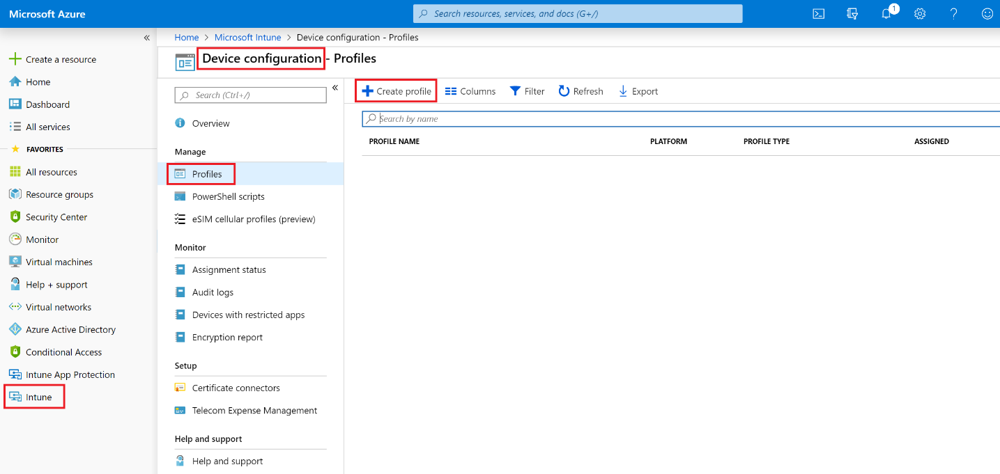 Microsoft Azure
Search resources, services, and docs (G+/)
1
Home > Microsoft Intune > Device configuration - Profiles
Device configuration - Profiles
Create a resource
Home
Dashboard
All services
FAVORITES
All resources
Resource groups
Security Center
Monitor
Virtual machines
Help + support
Virtual networks
Azure Active Directory
Conditional Access
Intune App Protection
Intune
Search (Ctrl+/)
Overview
Manage
Profiles
PowerShell scripts
eSIM cellular profiles (preview)
Monitor
Assignment status
Audit logs
Devices with restricted apps
Encryption report
Setup
Certificate connectors
Telecom Expense Management
Help and support
Help and support
Create profile Columns Filter Refresh Export
Search by name
PROFILE NAME PLATFORM PROFILE TYPE ASSIGNED